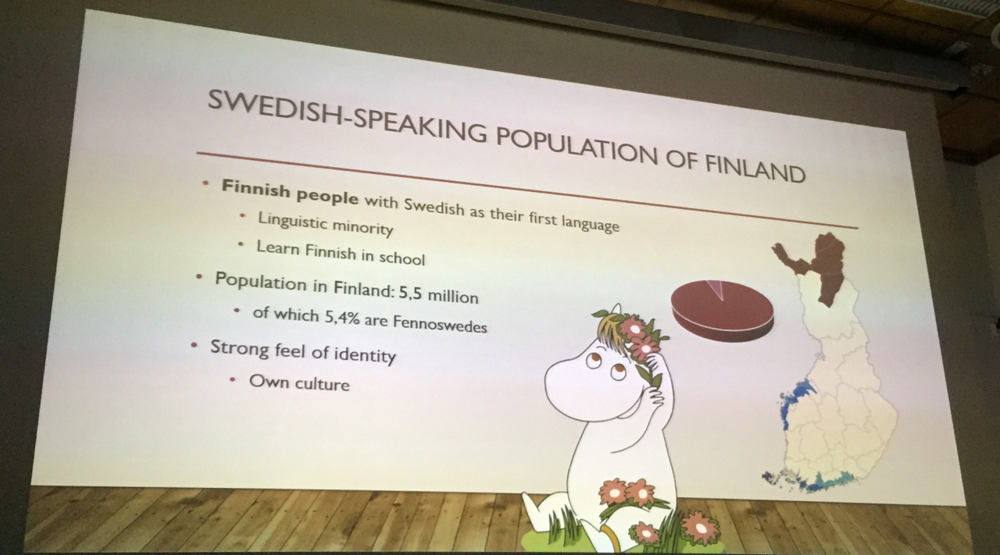 SWEDISH-SPEAKING POPULATION OF FINLAND
• Finnish people with Swedish as their first language
• Linguistic minority
• Learn Finnish in school
• Population in Finland: 5,5 million
• of which 5,4% are Fennoswedes
• Strong feel of identity
• Own culture